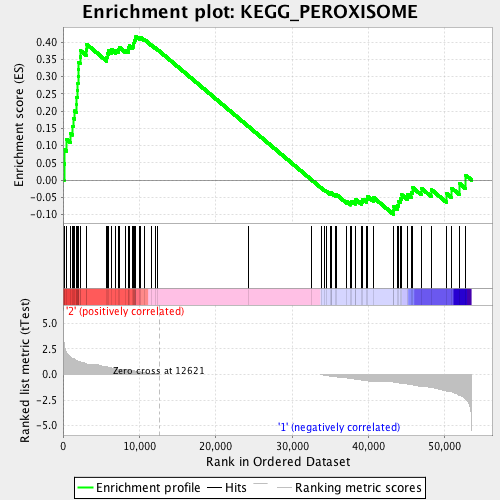 Enrichment plot: KEGG_PEROXISOME
Enrichment score (ES)
0.40
0.35
0.30
0.25
0.20
0.15
0.10
0.05
0.00
-0.05
-0.10
'2' (positively correlated)
Ranked list metric (tTest)
5.0
2.5
0.0
-2.5
-5.0
Zero cross at 12621
'1' (negatively correlated)
0 10,000 20,000 30,000 40,000 50,000
Rank in Ordered Dataset
Enrichment profile Hits Ranking metric scores